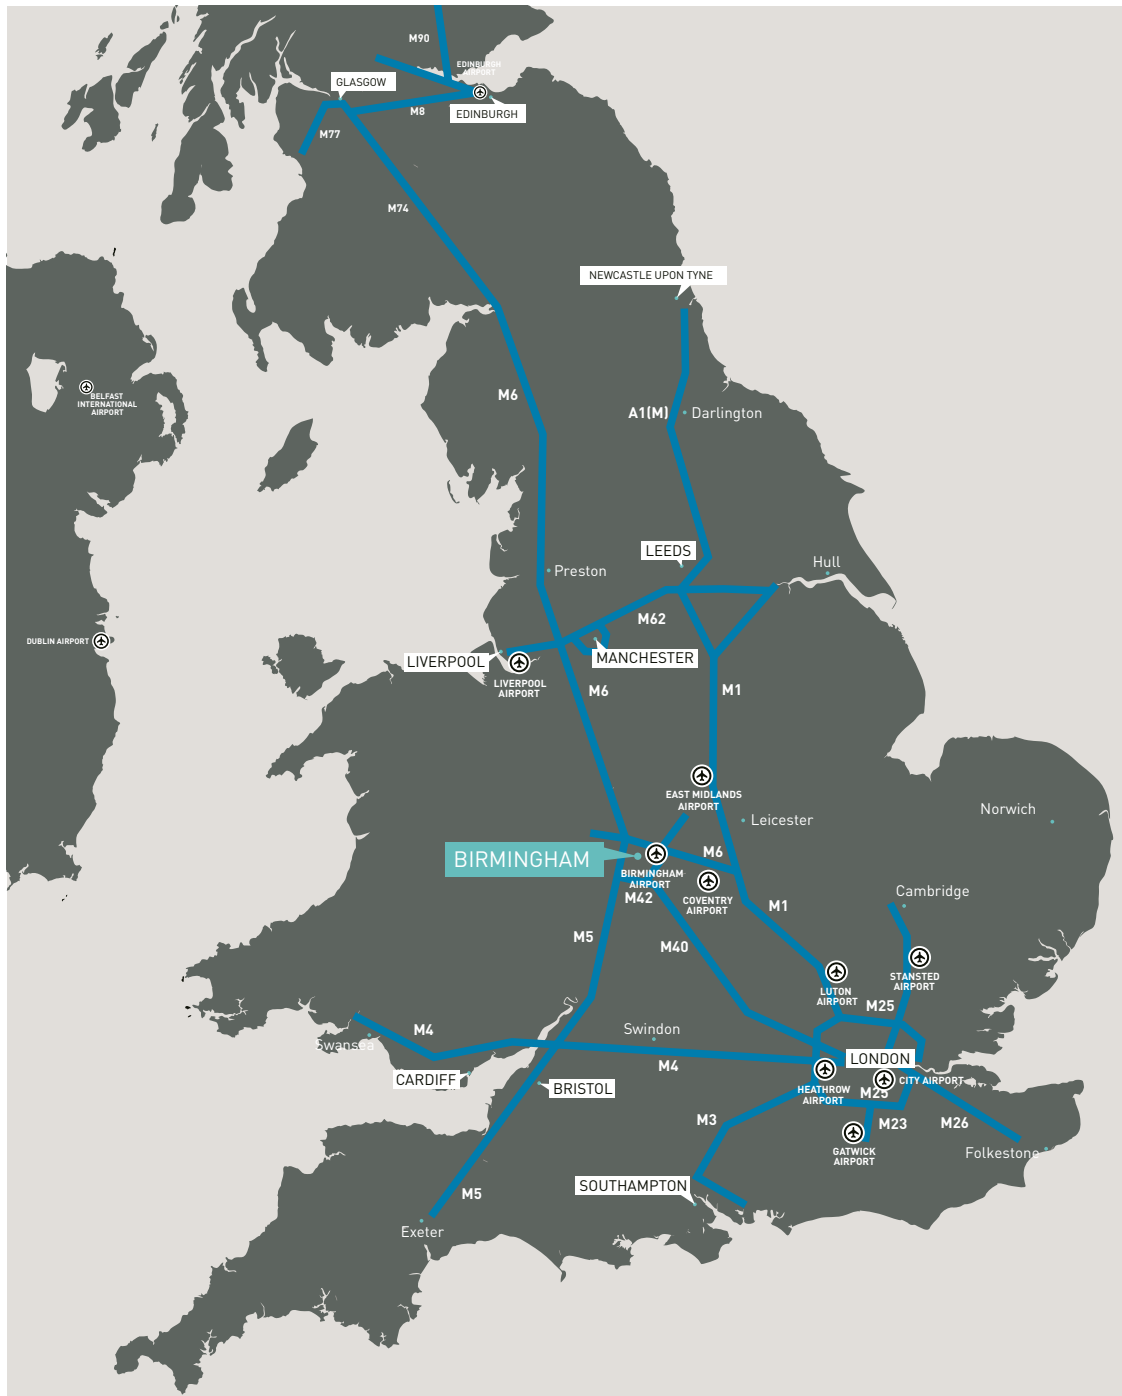 M90
EDINBURGH
AIRPORT
GLASGOW
M8
EDINBURGH
M77
M74
NEWCASTLE UPON TYNE
BELFAST
INTERNATIONAL
AIRPORT
M6
A1(M)
Darlington
LEEDS
Hull
Preston
M62
DUBLIN AIRPORT
LIVERPOOL
MANCHESTER
LIVERPOOL
AIRPORT
M6
M1
EAST MIDLANDS
AIRPORT
Leicester
Norwich
BIRMINGHAM
M6
BIRMINGHAM
AIRPORT
M42
COVENTRY
AIRPORT
Cambridge
M1
M5
M40
STANSTED
AIRPORT
LUTON
AIRPORT
M25
M4
Swansea
Swindon
M4
LONDON
CARDIFF
BRISTOL
CITY AIRPORT
HEATHROW
AIRPORT
M25
M3
M23
M26
GATWICK
AIRPORT
Folkestone
SOUTHAMPTON
M5
Exeter